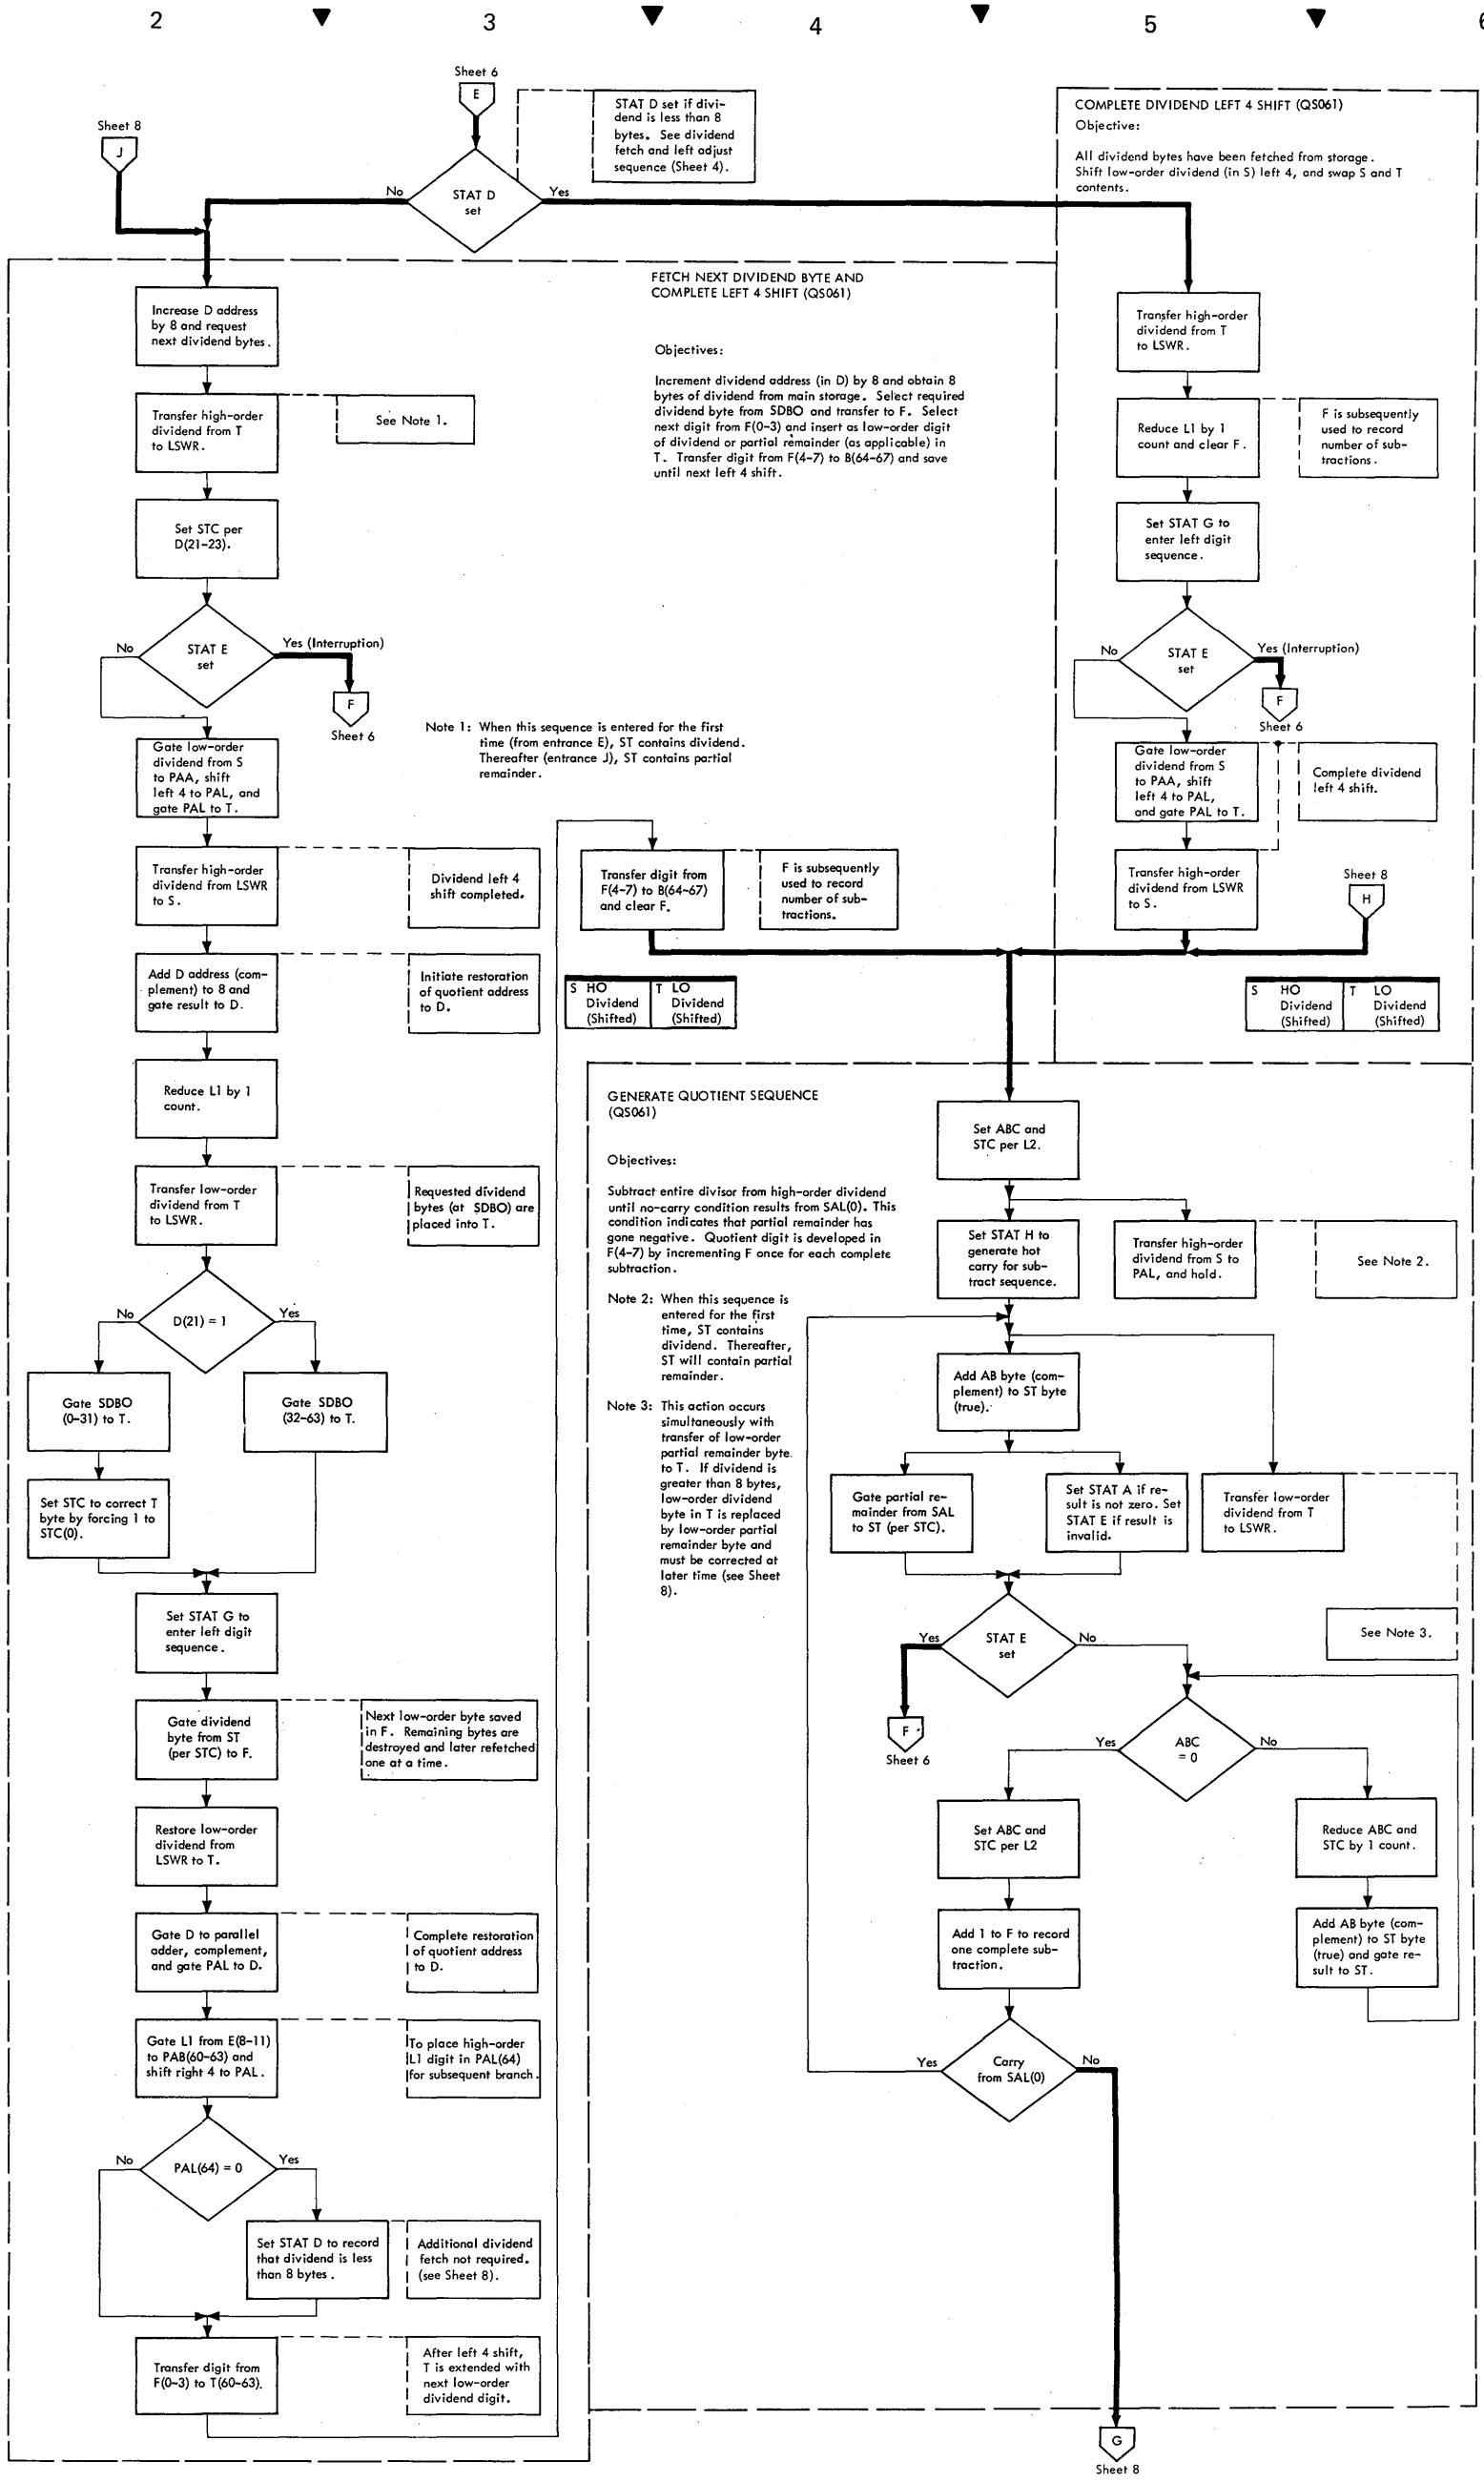 2
3
4
5
6
Sheet 6
E
STAT D set if divi-
dend is less than 8
bytes. See dividend
fetch and left adjust
sequence (Sheet 4).
Sheet 8
J
No
STAT D
set
Yes
COMPLETE DIVIDEND LEFT 4 SHIFT (QS061)
Objective:
All dividend bytes have been fetched from storage.
Shift low-order dividend (in S) left 4, and swap S and T
contents.
FETCH NEXT DIVIDEND BYTE AND
COMPLETE LEFT 4 SHIFT (QS061)
Objectives:
Increment dividend address (in D) by 8 and obtain 8
bytes of dividend from main storage. Select required
dividend byte from SDBO and transfer to F. Select
next digit from F(0-3) and insert as low-order digit
of dividend or partial remainder (as applicable) in
T. Transfer digit from F(4-7) to B(64-67) and save
until next left 4 shift.
Increase D address
by 8 and request
next dividend bytes.
Transfer high-order
dividend from T
to LSWR.
See Note 1.
Set STC per
D(21-23).
No
STAT E
set
Yes (Interruption)
F
Sheet 6
Note 1: When this sequence is entered for the first
time (from entrance E), ST contains dividend.
Thereafter (entrance J), ST contains partial
remainder.
Gate low-order
dividend from S
to PAA, shift
left 4 to PAL, and
gate PAL to T.
Transfer high-order
dividend from LSWR
to S.
Dividend left 4
shift completed.
Add D address (com-
plement) to 8 and
gate result to D.
Initiate restoration
of quotient address
to D.
Reduce L1 by 1
count.
Transfer low-order
dividend from T
to LSWR.
Requested dividend
bytes (at SDBO) are
placed into T.
No
D(21) = 1
Yes
Gate SDBO
(0-31) to T.
Gate SDBO
(32-63) to T.
Set STC to correct T
byte by forcing 1 to
STC(0).
Set STAT G to
enter left digit
sequence.
Gate dividend
byte from ST
(per STC) to F.
Next low-order byte saved
in F. Remaining bytes are
destroyed and later refetched
one at a time.
Restore low-order
dividend from
LSWR to T.
Gate D to parallel
adder, complement,
and gate PAL to D.
Complete restoration
of quotient address
to D.
Gate L1 from E(8-11)
to PAB(60-63) and
shift right 4 to PAL.
To place high-order
L1 digit in PAL(64)
for subsequent branch.
No
PAL(64) = 0
Yes
Set STAT D to record
that dividend is less
than 8 bytes.
Additional dividend
fetch not required.
(see Sheet 8).
Transfer digit from
F(0-3) to T(60-63).
After left 4 shift,
T is extended with
next low-order
dividend digit.
Transfer digit from
F(4-7) to B(64-67)
and clear F.
F is subsequently
used to record
number of sub-
tractions.
S HO
Dividend
(Shifted)
T LO
Dividend
(Shifted)
Transfer high-order
dividend from T
to LSWR.
Reduce L1 by 1
count and clear F.
F is subsequently
used to record
number of sub-
tractions.
Set STAT G to
enter left digit
sequence.
No
STAT E
set
Yes (Interruption)
F
Sheet 6
Gate low-order
dividend from S
to PAA, shift
left 4 to PAL,
and gate PAL to T.
Complete dividend
left 4 shift.
Transfer high-order
dividend from LSWR
to S.
Sheet 8
H
S HO
Dividend
(Shifted)
T LO
Dividend
(Shifted)
GENERATE QUOTIENT SEQUENCE
(QS061)
Objectives:
Subtract entire divisor from high-order dividend
until no-carry condition results from SAL(0). This
condition indicates that partial remainder has
gone negative. Quotient digit is developed in
F(4-7) by incrementing F once for each complete
subtraction.
Note 2: When this sequence is
entered for the first
time, ST contains
dividend. Thereafter,
ST will contain partial
remainder.
Note 3: This action occurs
simultaneously with
transfer of low-order
partial remainder byte
to T. If dividend is
greater than 8 bytes,
low-order dividend
byte in T is replaced
by low-order partial
remainder byte and
must be corrected at
later time (see Sheet
8).
Set ABC and
STC per L2.
Set STAT H to
generate hot
carry for sub-
tract sequence.
Transfer high-order
dividend from S to
PAL, and hold.
See Note 2.
Add AB byte (com-
plement) to ST byte
(true).
Gate partial re-
mainder from SAL
to ST (per STC).
Set STAT A if re-
sult is not zero. Set
STAT E if result is
invalid.
Transfer low-order
dividend from T
to LSWR.
Yes
STAT E
set
No
See Note 3.
F
Sheet 6
Yes
ABC
= 0
No
Set ABC and
STC per L2
Reduce ABC and
STC by 1 count.
Add 1 to F to record
one complete sub-
traction.
Add AB byte (com-
plement) to ST byte
(true) and gate re-
sult to ST.
Yes
Carry
from SAL(0)
No
G
Sheet 8